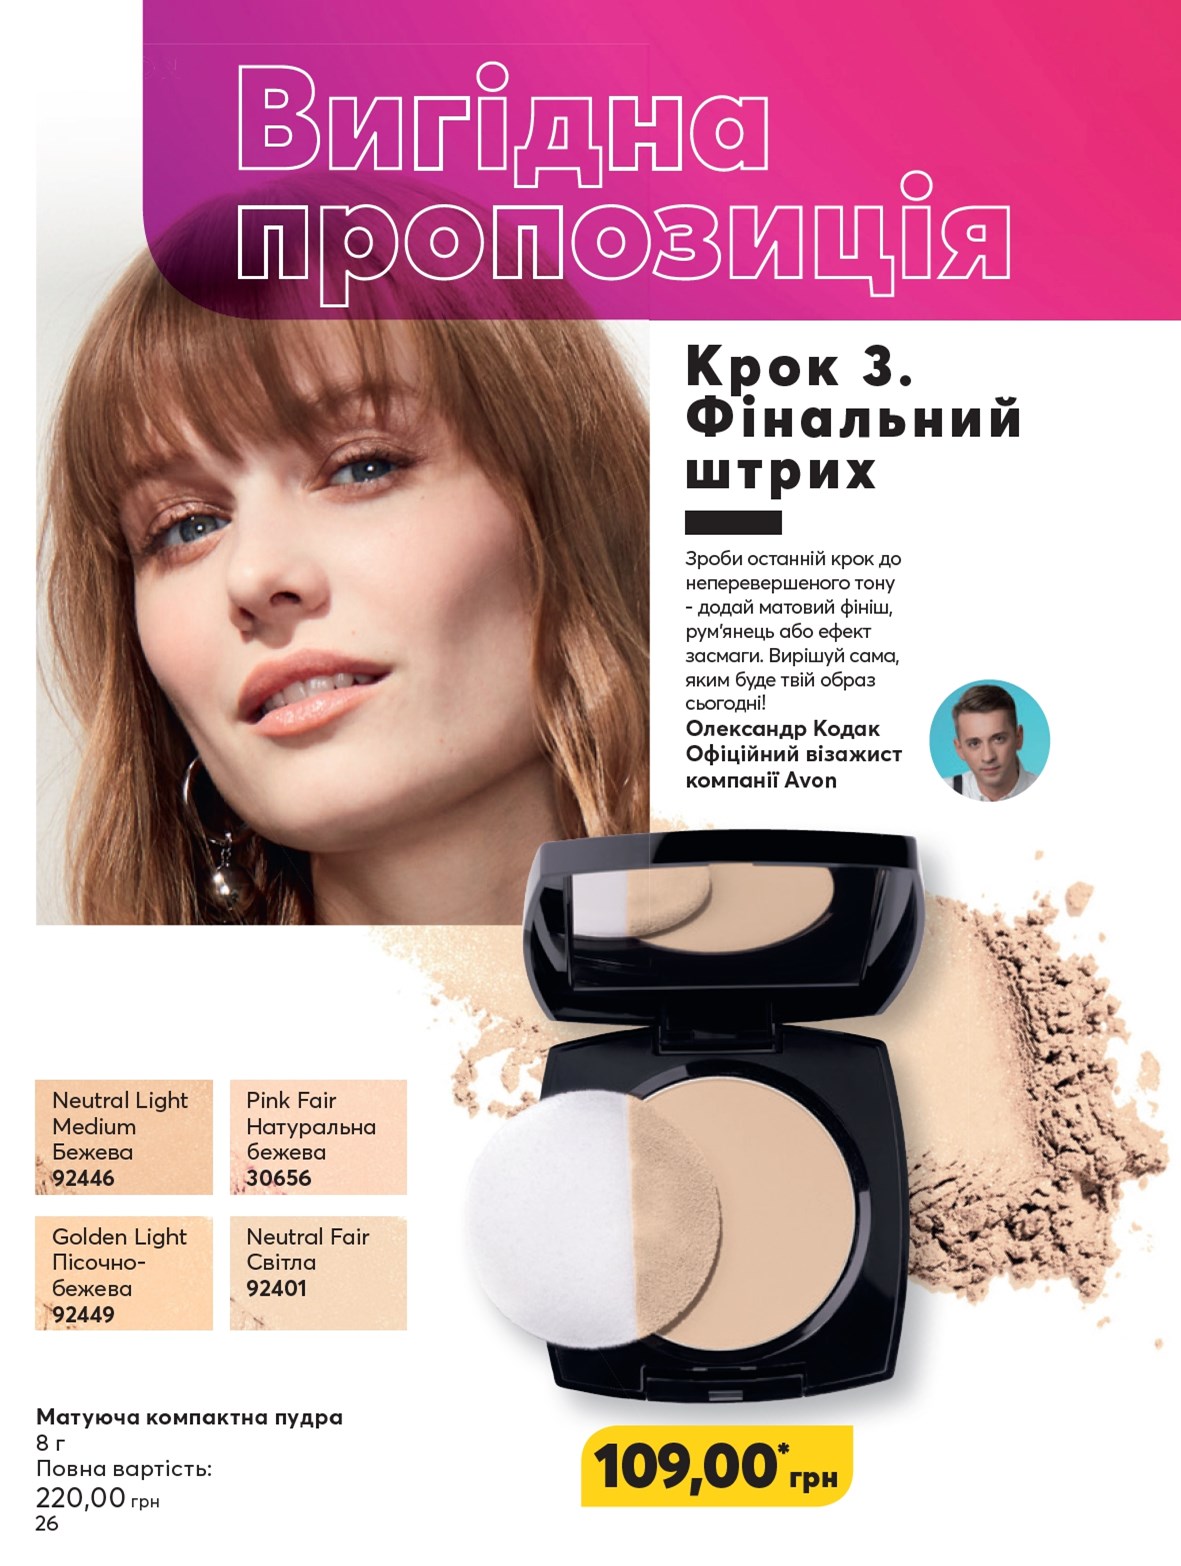 Вигідна
пропозиція
Крок 3.
Фінальний
штрих
Зроби останній крок до
неперевершеного тону
- додай матовий фініш,
рум'янець або ефект
засмаги. Вирішуй сама,
яким буде твій образ
сьогодні!
Олександр Кодак
Офіційний візажист
компанії Avon
Neutral Light
Medium
Бежева
92446
Pink Fair
Натуральна
бежева
30656
Golden Light
Пісочно-
бежева
92449
Neutral Fair
Світла
92401
Матуюча компактна пудра
8 г
Повна вартість:
220,00 грн
26
109,00* грн